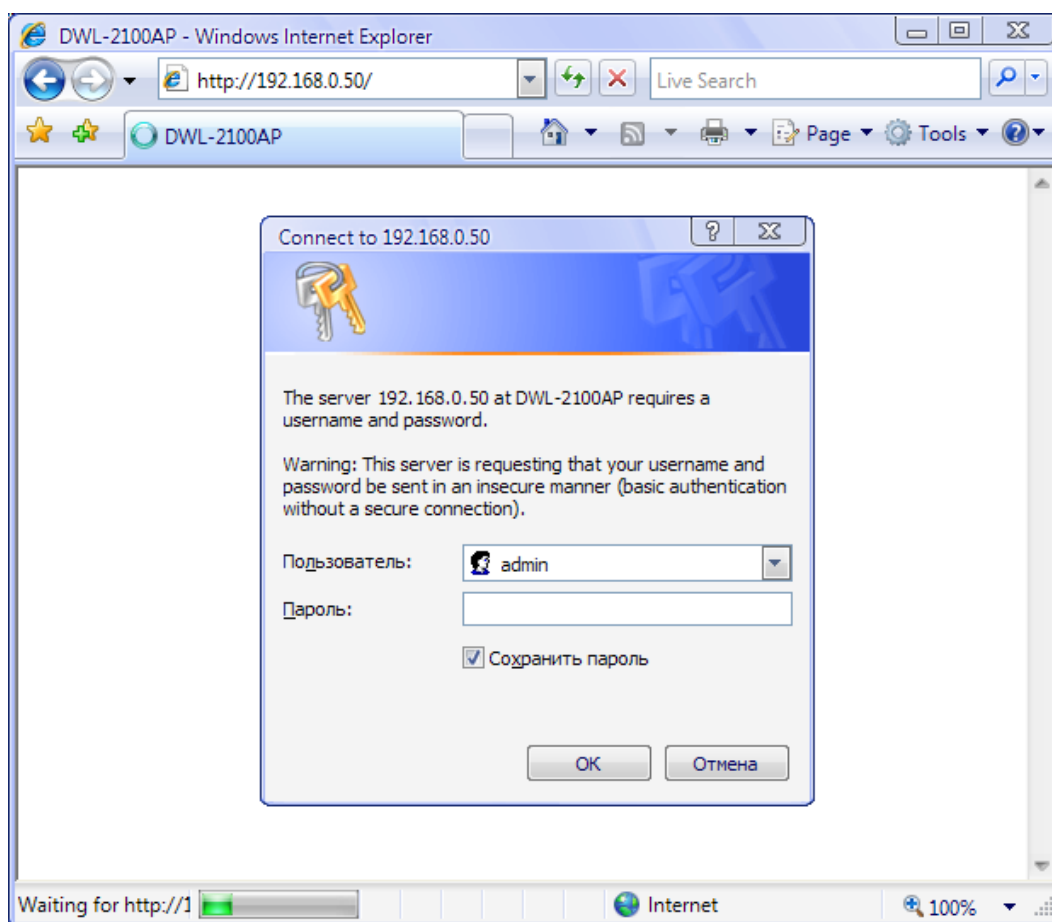 DWL-2100AP - Windows Internet Explorer
http://192.168.0.50/
Live Search
DWL-2100AP
Page
Tools
Connect to 192.168.0.50
The server 192.168.0.50 at DWL-2100AP requires a
username and password.
Warning: This server is requesting that your username and
password be sent in an insecure manner (basic authentication
without a secure connection).
Пользователь:
admin
Пароль:
Сохранить пароль
OK
Отмена
Waiting for http://1
Internet
100%